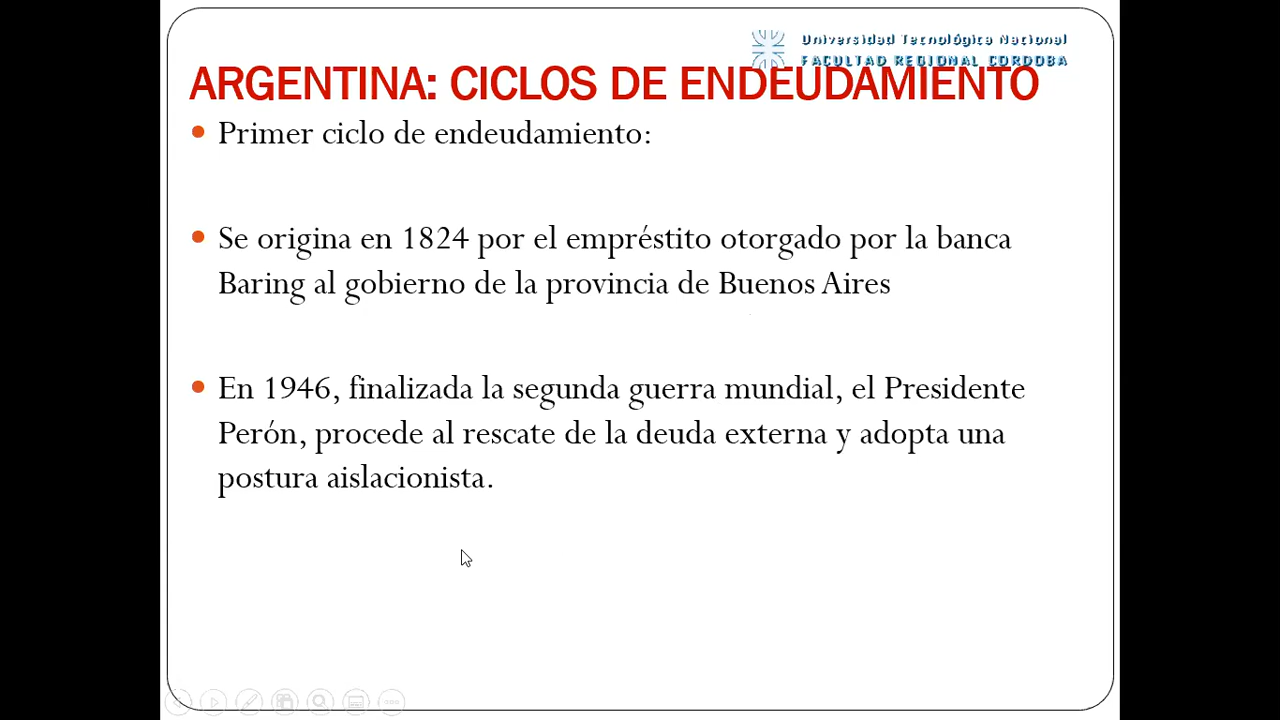 Universidad Tecnológica Nacional
FACULTAD REGIONAL CORDOBA
ARGENTINA: CICLOS DE ENDEUDAMIENTO
Primer ciclo de endeudamiento:
Se origina en 1824 por el empréstito otorgado por la banca
Baring al gobierno de la provincia de Buenos Aires
En 1946, finalizada la segunda guerra mundial, el Presidente
Perón, procede al rescate de la deuda externa y adopta una
postura aislacionista.